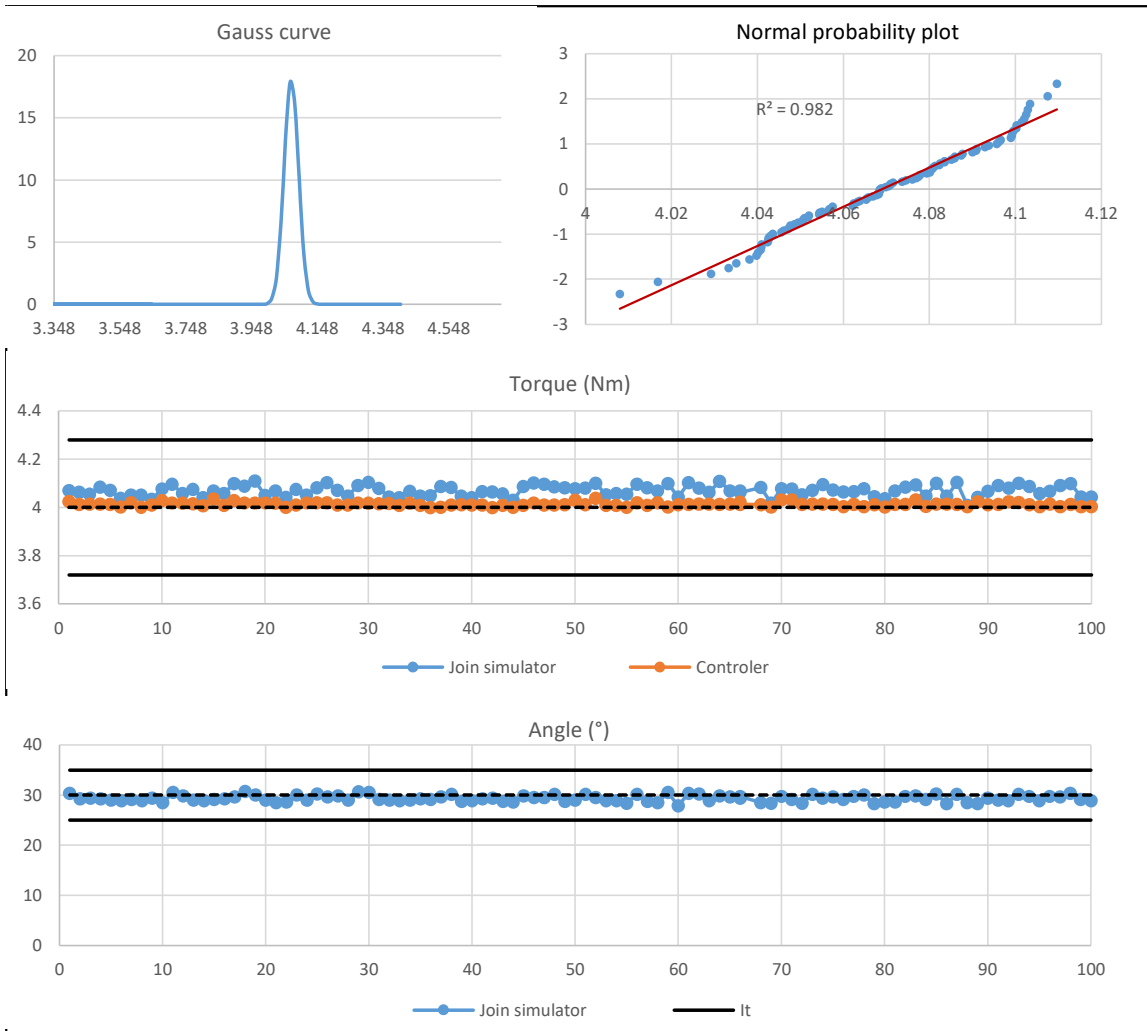 Gauss curve
20
15
10
5
0
3.348 3.548 3.748 3.948 4.148 4.348 4.548
Normal probability plot
3
2
1
0
-1
-2
-3
R² = 0.982
4 4.02 4.04 4.06 4.08 4.1 4.12
Torque (Nm)
4.4
4.2
4
3.8
3.6
0 10 20 30 40 50 60 70 80 90 100
Join simulator Controler
Angle (°)
40
30
20
10
0
0 10 20 30 40 50 60 70 80 90 100
Join simulator It